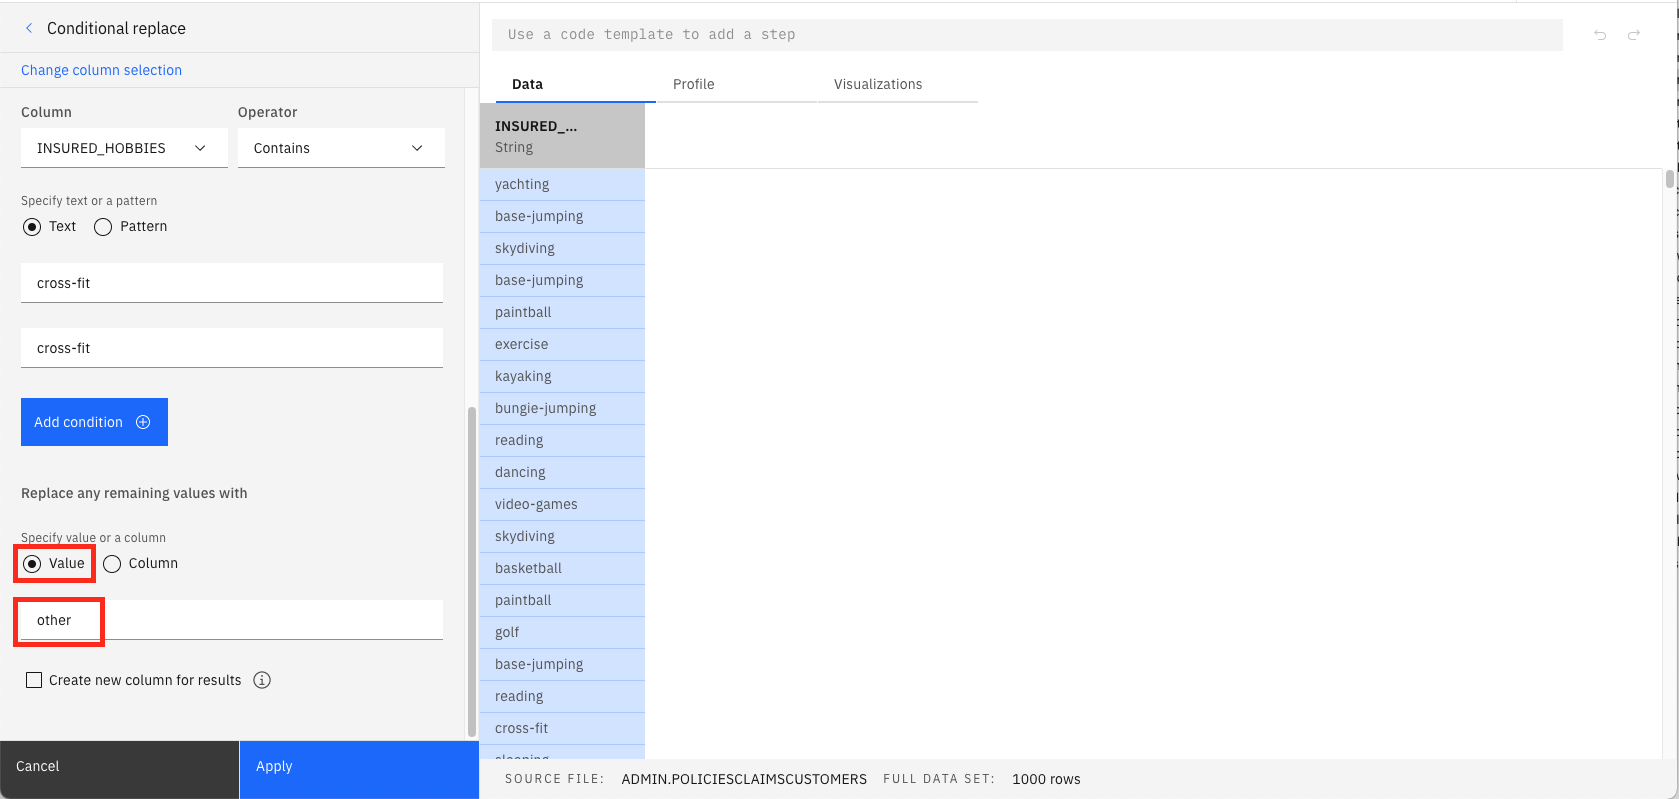 Conditional replace
Change column selection
Column Operator
INSURED_HOBBIES Contains
Specify text or a pattern
Text Pattern
cross-fit
cross-fit
Add condition
Replace any remaining values with
Specify value or a column
Value Column
other
Create new column for results
Cancel Apply
Use a code template to add a step
Data Profile Visualizations
INSURED_...
String
yachting
base-jumping
skydiving
base-jumping
paintball
exercise
kayaking
bungie-jumping
reading
dancing
video-games
skydiving
basketball
paintball
golf
base-jumping
reading
cross-fit
SOURCE FILE: ADMIN.POLICIESCLAIMSCUSTOMERS FULL DATA SET: 1000 rows